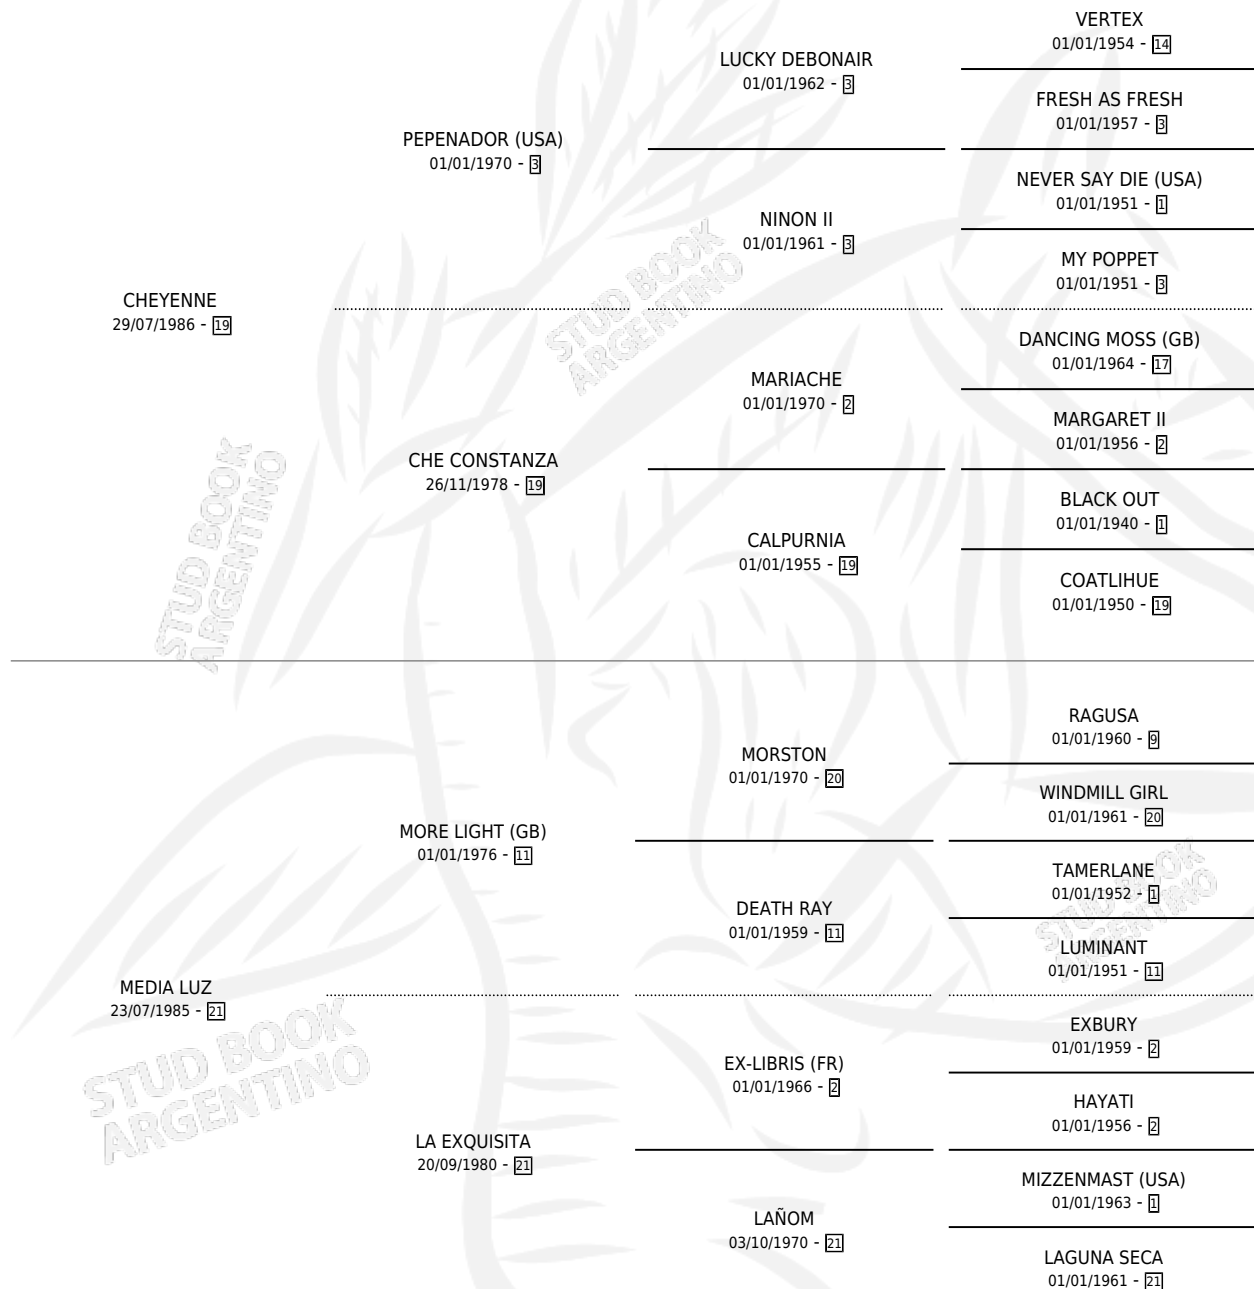 VERTEX
01/01/1954 - 14
LUCKY DEBONAIR
01/01/1962 - 3
FRESH AS FRESH
01/01/1957 - 3
PEPENADOR (USA)
01/01/1970 - 3
NEVER SAY DIE (USA)
01/01/1951 - 1
NINON II
01/01/1961 - 3
MY POPPET
01/01/1951 - 3
CHEYENNE
29/07/1986 - 19
DANCING MOSS (GB)
01/01/1964 - 17
MARIACHE
01/01/1970 - 2
MARGARET II
01/01/1956 - 2
CHE CONSTANZA
26/11/1978 - 19
BLACK OUT
01/01/1940 - 1
CALPURNIA
01/01/1955 - 19
COATLIHUE
01/01/1950 - 19
RAGUSA
01/01/1960 - 9
MORSTON
01/01/1970 - 20
WINDMILL GIRL
01/01/1961 - 20
MORE LIGHT (GB)
01/01/1976 - 11
TAMERLANE
01/01/1952 - 1
DEATH RAY
01/01/1959 - 11
LUMINANT
01/01/1951 - 11
MEDIA LUZ
23/07/1985 - 21
EXBURY
01/01/1959 - 2
EX-LIBRIS (FR)
01/01/1966 - 2
HAYATI
01/01/1956 - 2
LA EXQUISITA
20/09/1980 - 21
MIZZENMAST (USA)
01/01/1963 - 1
LAÑOM
03/10/1970 - 21
LAGUNA SECA
01/01/1961 - 21
STUD BOOK
ARGENTINO
STUD BOOK
ARGENTINO
STUD BOOK
ARGENTINO
STUD BOOK
ARGENTINO